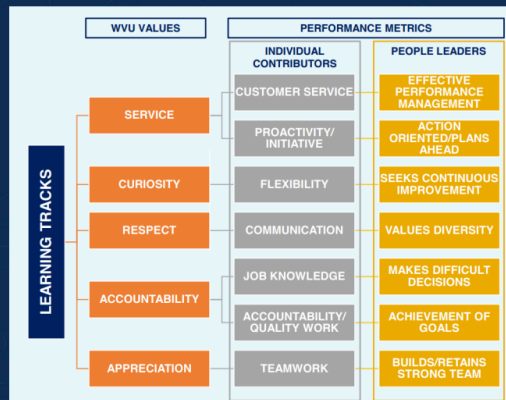 WVU VALUES
PERFORMANCE METRICS
INDIVIDUAL
CONTRIBUTORS
PEOPLE LEADERS
LEARNING TRACKS
SERVICE
CUSTOMER SERVICE
EFFECTIVE
PERFORMANCE
MANAGEMENT
PROACTIVITY/
INITIATIVE
ACTION
ORIENTED/PLANS
AHEAD
CURIOSITY
FLEXIBILITY
SEEKS CONTINUOUS
IMPROVEMENT
RESPECT
COMMUNICATION
VALUES DIVERSITY
ACCOUNTABILITY
JOB KNOWLEDGE
MAKES DIFFICULT
DECISIONS
ACCOUNTABILITY/
QUALITY WORK
ACHIEVEMENT OF
GOALS
APPRECIATION
TEAMWORK
BUILDS/RETAINS
STRONG TEAM